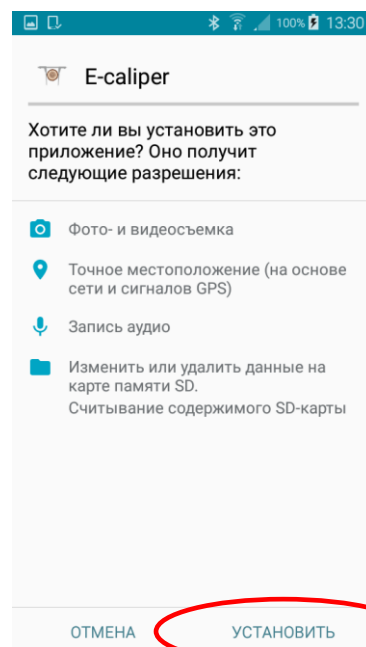 100% 13:30
E-caliper
Хотите ли вы установить это
приложение? Оно получит
следующие разрешения:
Фото- и видеосъемка
Точное местоположение (на основе
сети и сигналов GPS)
Запись аудио
Изменить или удалить данные на
карте памяти SD.
Считывание содержимого SD-карты
ОТМЕНА УСТАНОВИТЬ